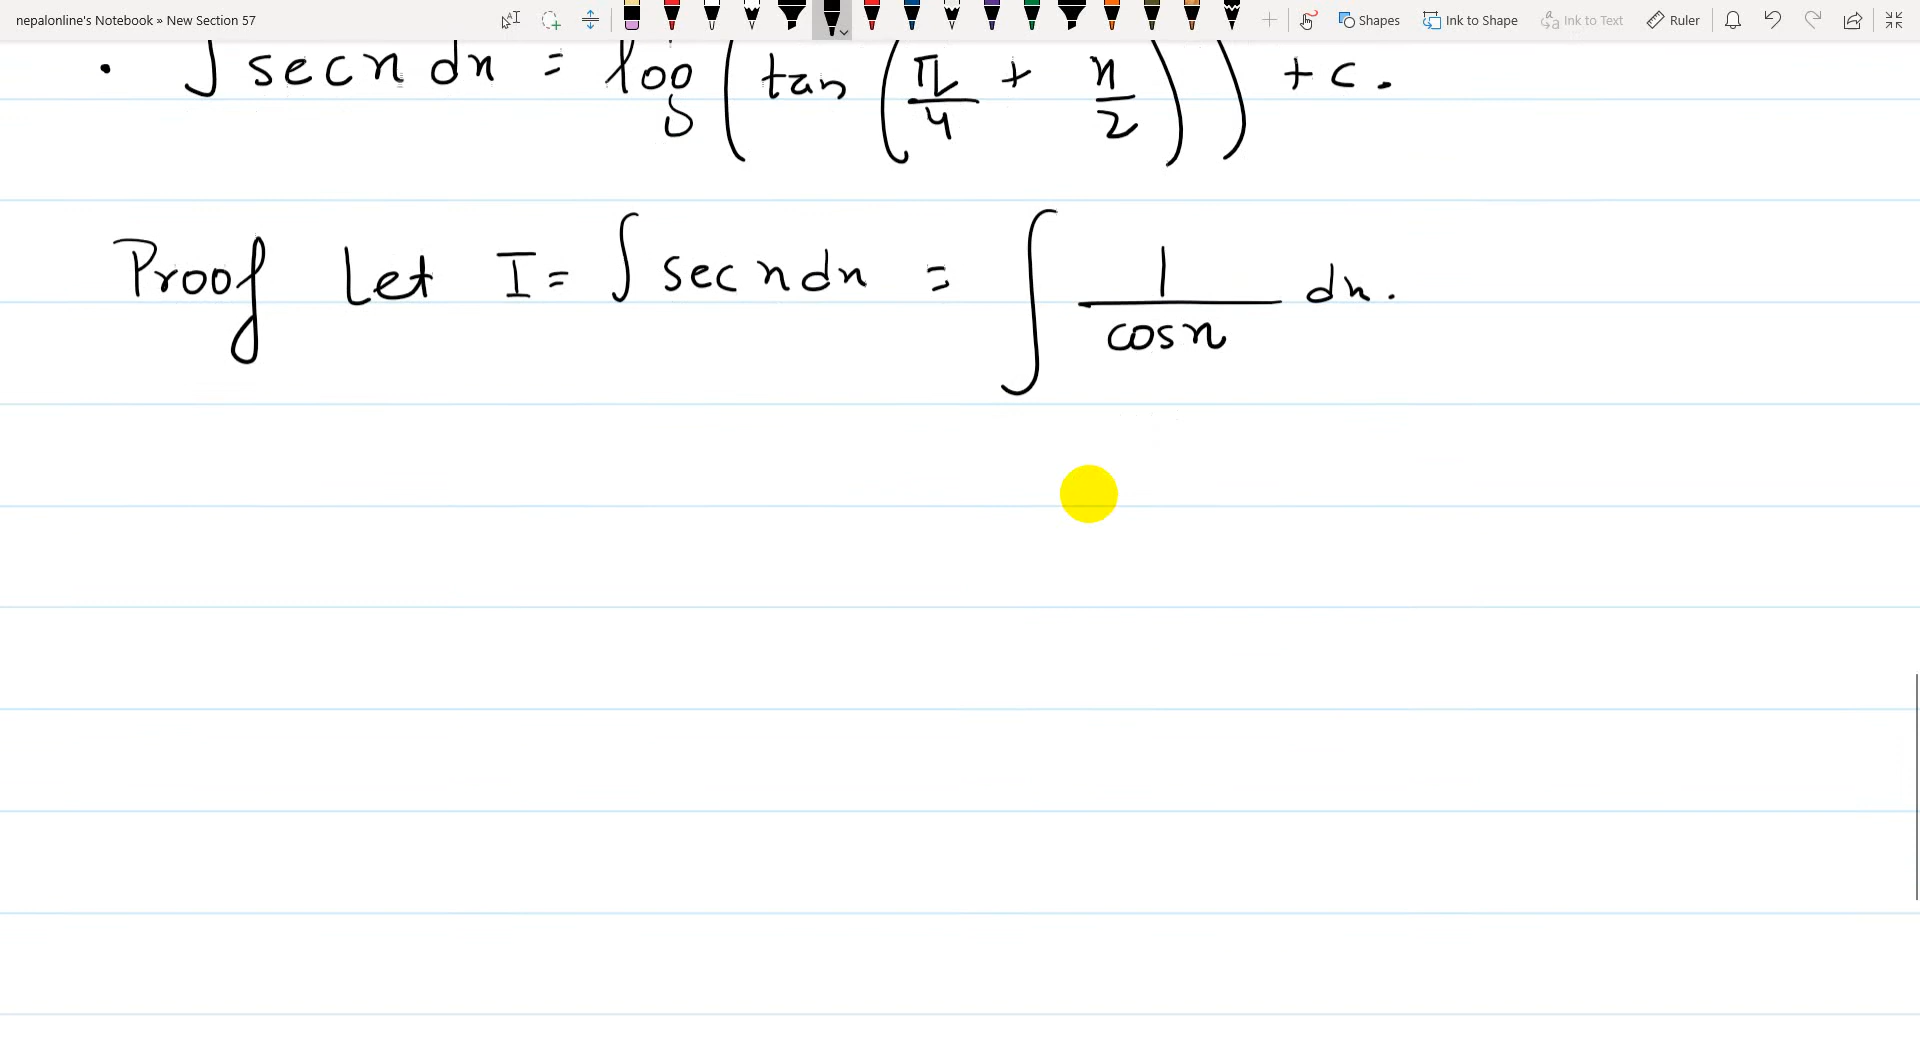 nepalonline's Notebook » New Section 57
Shapes Ink to Shape Ink to Text Ruler
• ∫ secx dx = log (tan (π/4 + x/2)) + c.
Proof Let I = ∫ secx dx = ∫ 1/cosx dx.